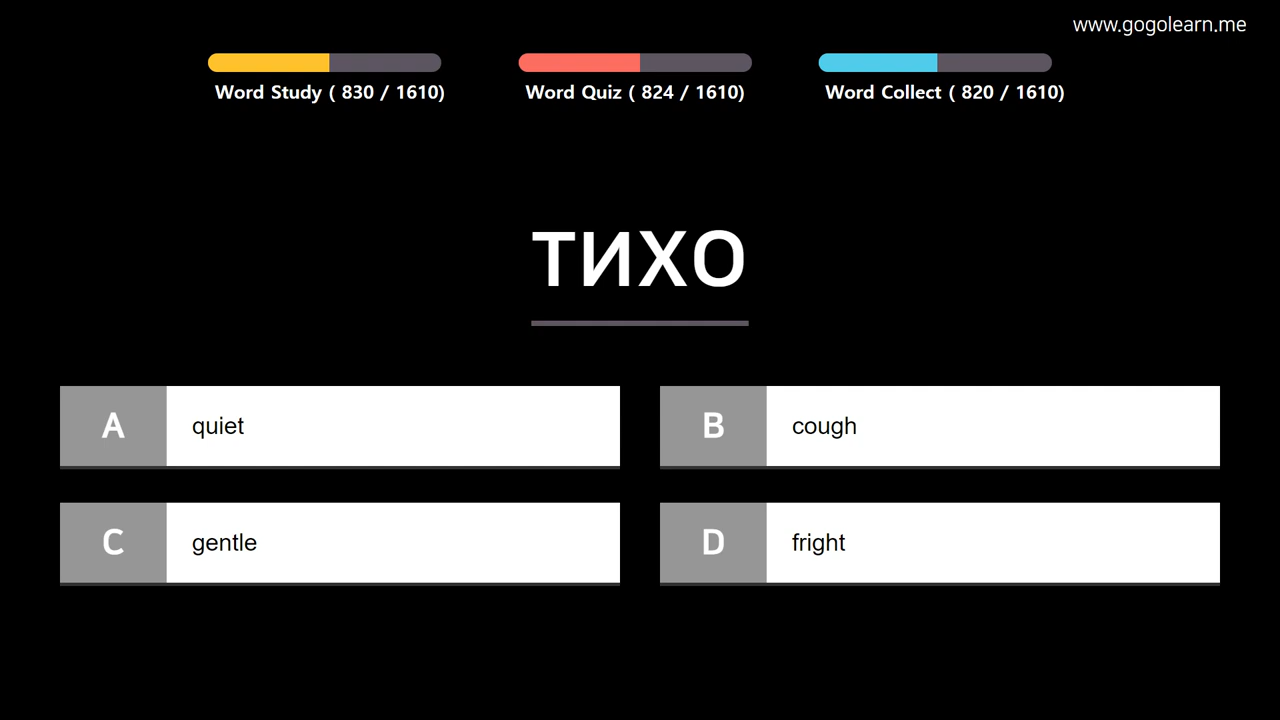 www.gogolearn.me
Word Study ( 830 / 1610)
Word Quiz ( 824 / 1610)
Word Collect ( 820 / 1610)
ТИХО
A quiet
B cough
C gentle
D fright